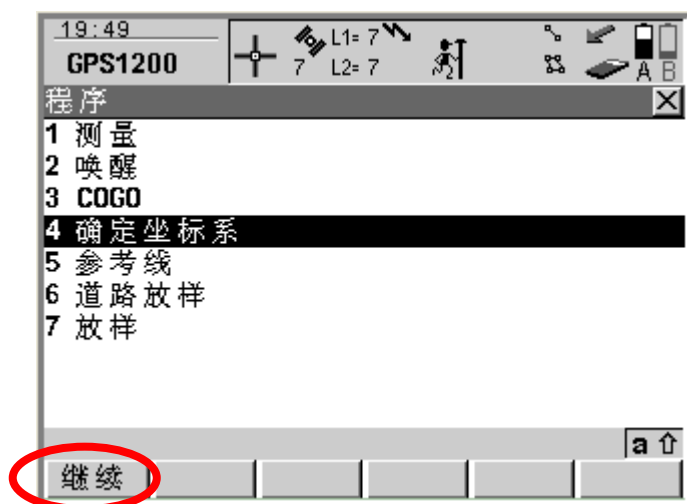 19:49
GPS1200
L1= 7
7 L2= 7
A B
程序
1 测量
2 唤醒
3 COGO
4 确定坐标系
5 参考线
6 道路放样
7 放样
a
继续